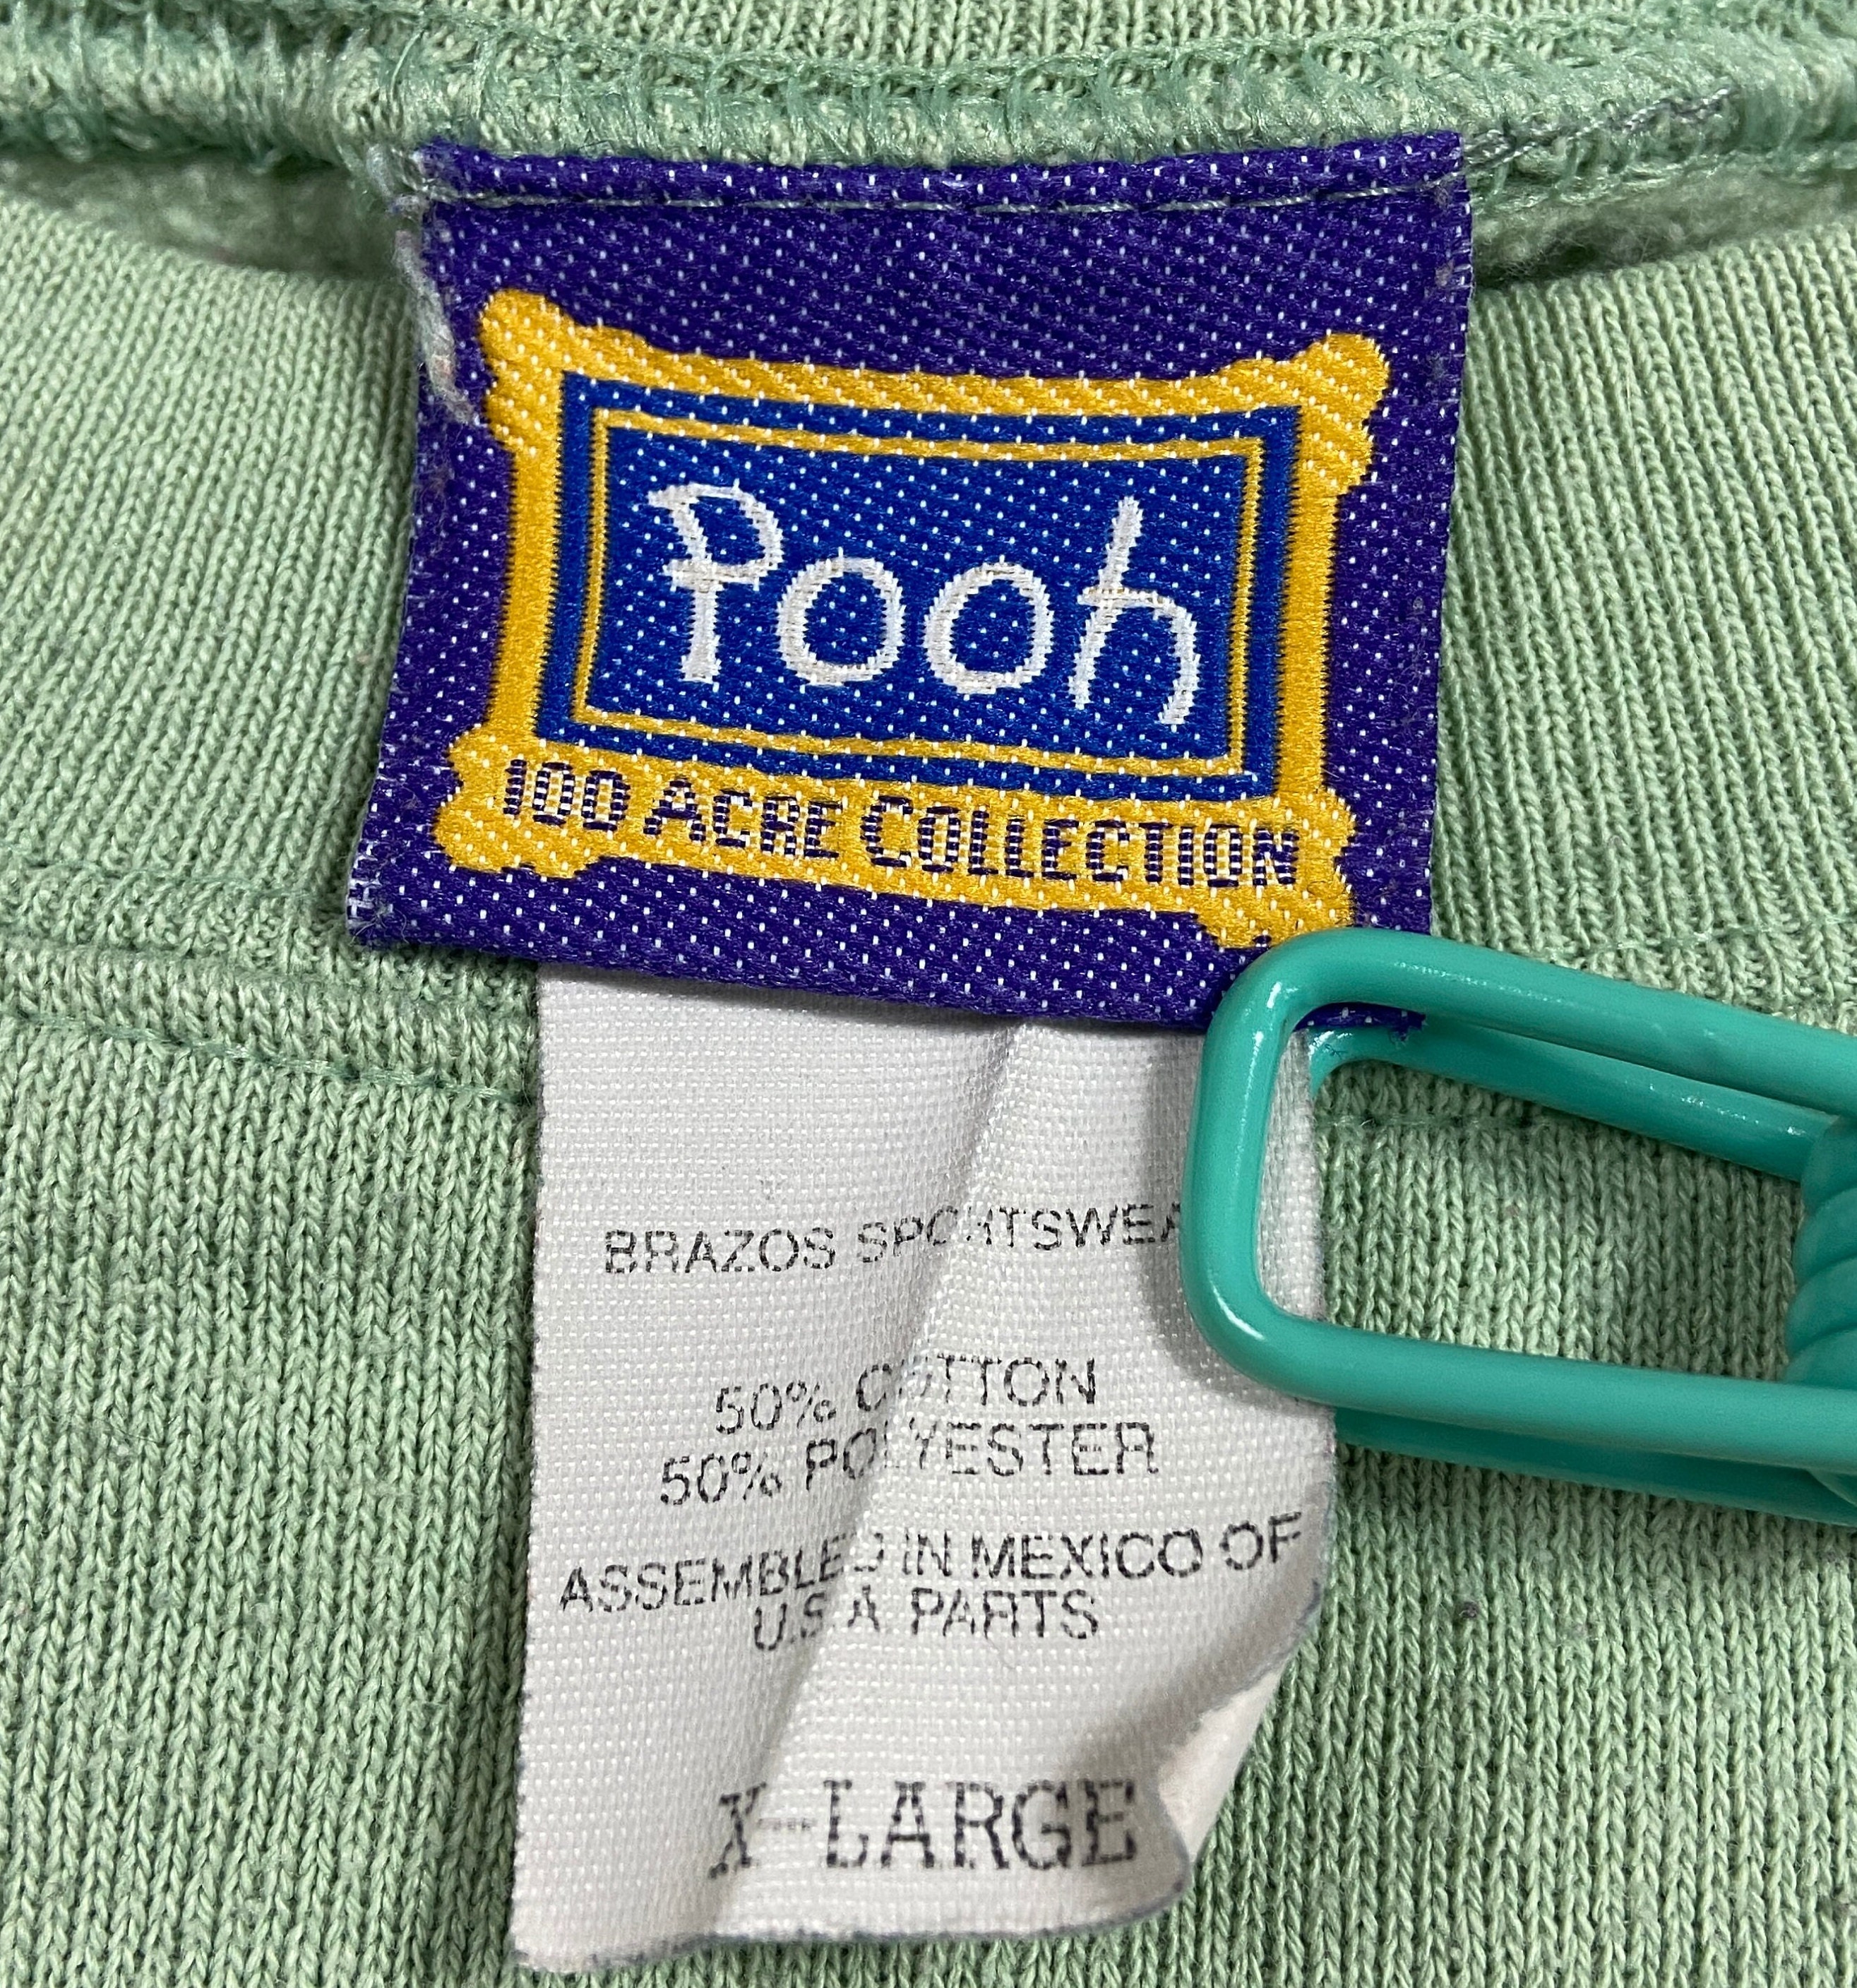 Pooh
100 ACRE COLLECTION
BRAZOS SPORTSWEA
50% COTTON
50% POLYESTER
ASSEMBLED IN MEXICO OF
U.S.A. PARTS
X-LARGE